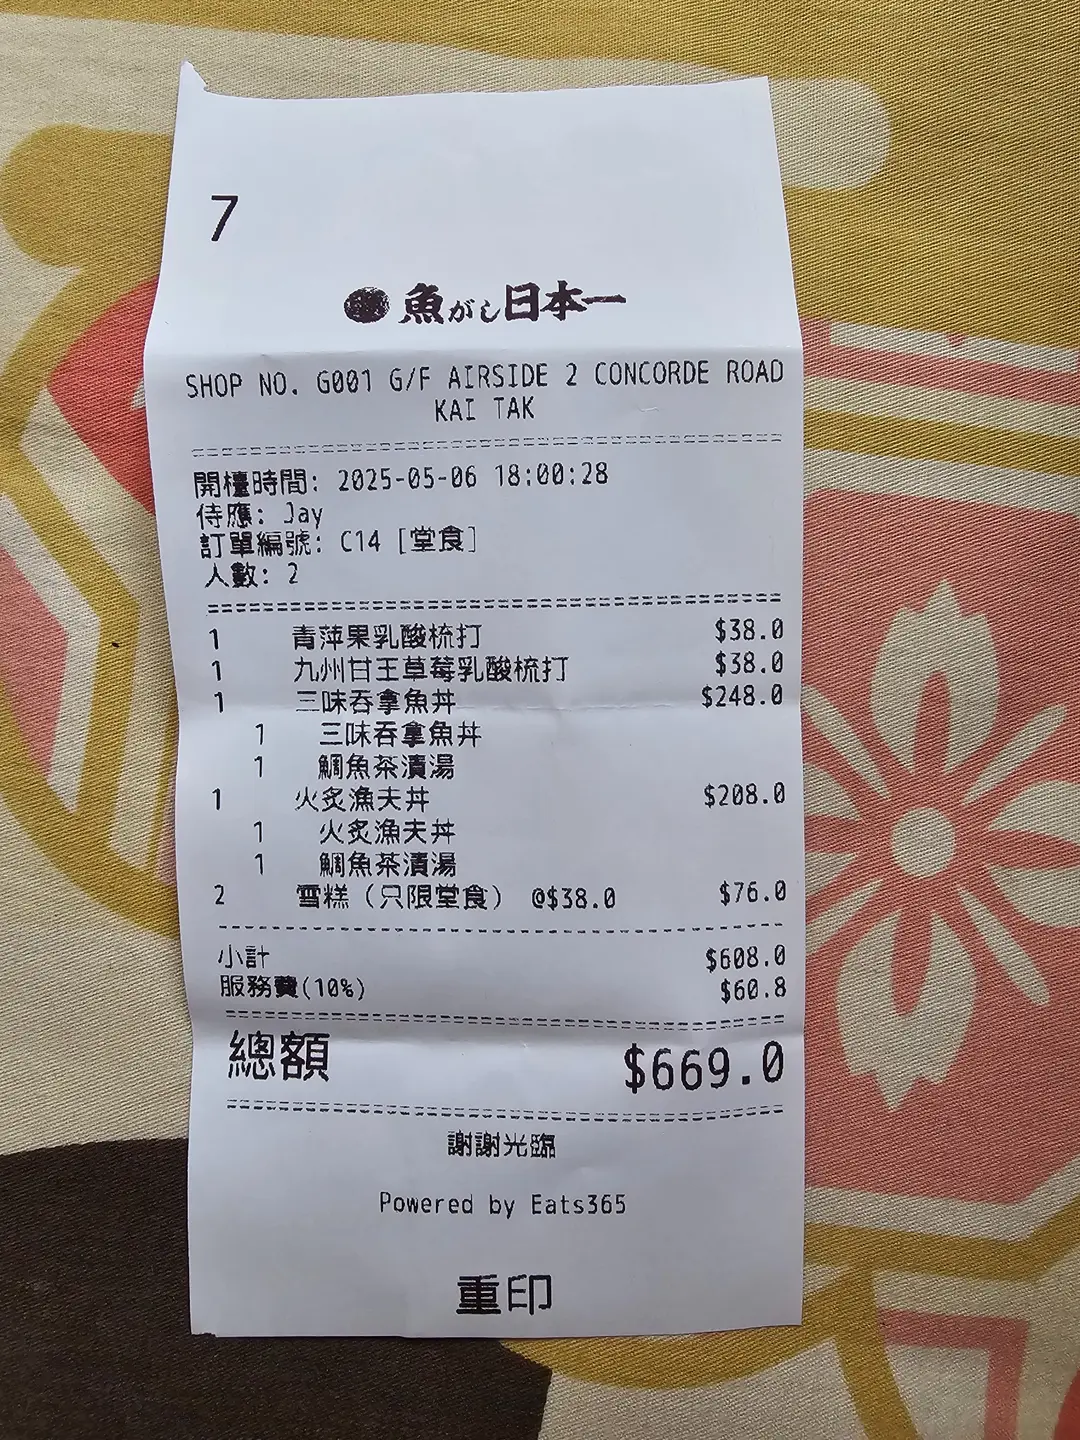 7
魚がし日本一
SHOP NO. G001 G/F AIRSIDE 2 CONCORDE ROAD
KAI TAK
開檯時間: 2025-05-06 18:00:28
侍應: Jay
訂單編號: C14 [堂食]
人數: 2
1 青萍果乳酸梳打 $38.0
1 九州甘王草莓乳酸梳打 $38.0
1 三味吞拿魚丼 $248.0
1 三味吞拿魚丼
1 鯛魚茶漬湯
1 火炙漁夫丼 $208.0
1 火炙漁夫丼
1 鯛魚茶漬湯
2 雪糕（只限堂食） @$38.0 $76.0
小計 $608.0
服務費(10%) $60.8
總額 $669.0
謝謝光臨
Powered by Eats365
重印